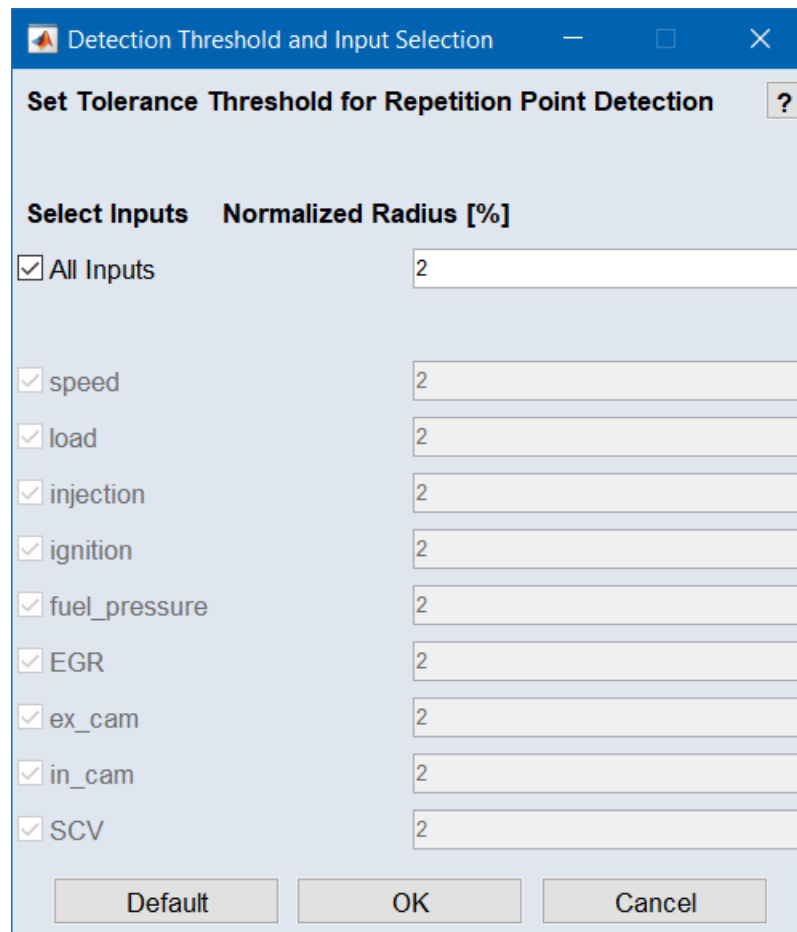 Detection Threshold and Input Selection
Set Tolerance Threshold for Repetition Point Detection ?
Select Inputs Normalized Radius [%]
All Inputs 2
speed 2
load 2
injection 2
ignition 2
fuel_pressure 2
EGR 2
ex_cam 2
in_cam 2
SCV 2
Default OK Cancel